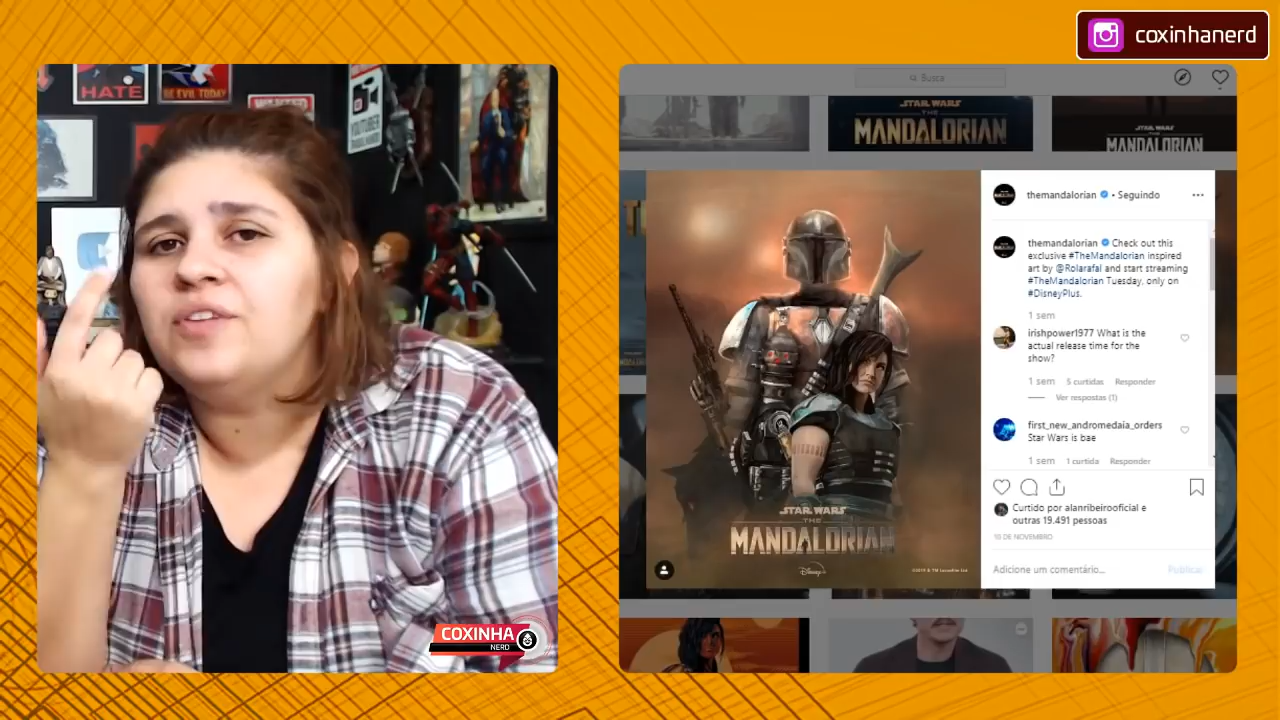 coxinhanerd
HATE
BE EVIL TODAY
WANTED
YOUTUBER
COXINHA
NERD
Busca
STAR WARS
THE
MANDALORIAN
STAR WARS
THE
MANDALORIAN
themandalorian • Seguindo
themandalorian Check out this
exclusive #TheMandalorian inspired
art by @Rolarafal and start streaming
#TheMandalorian Tuesday, only on
#DisneyPlus.
1 sem
irishpower1977 What is the
actual release time for the
show?
1 sem 5 curtidas Responder
Ver respostas (1)
first_new_andromedaia_orders
Star Wars is bae
1 sem 1 curtida Responder
Curtido por alanribeirooficial e
outras 19.491 pessoas
10 DE NOVEMBRO
Adicione um comentário... Publicar
STAR WARS
THE
MANDALORIAN
Disney+